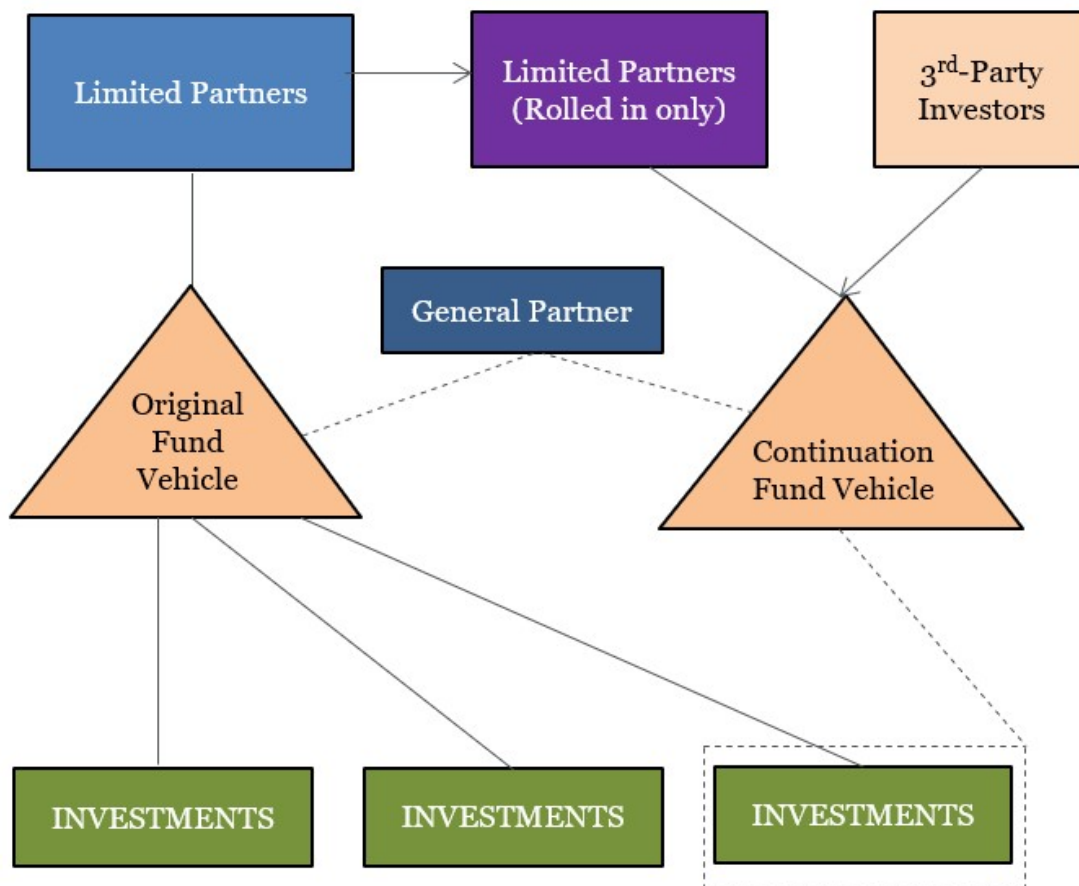 Limited Partners
Limited Partners
(Rolled in only)
3rd-Party
Investors
General Partner
Original
Fund
Vehicle
Continuation
Fund Vehicle
INVESTMENTS
INVESTMENTS
INVESTMENTS